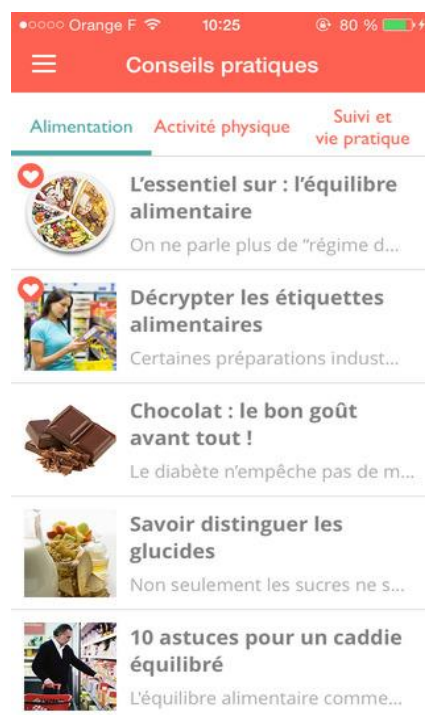 Orange F 10:25 80 %
Conseils pratiques
Alimentation Activité physique Suivi et
vie pratique
L'essentiel sur : l'équilibre
alimentaire
On ne parle plus de “régime d...
Décrypter les étiquettes
alimentaires
Certaines préparations indust...
Chocolat : le bon goût
avant tout !
Le diabète n'empêche pas de m...
Savoir distinguer les
glucides
Non seulement les sucres ne s...
10 astuces pour un caddie
équilibré
L'équilibre alimentaire comme...